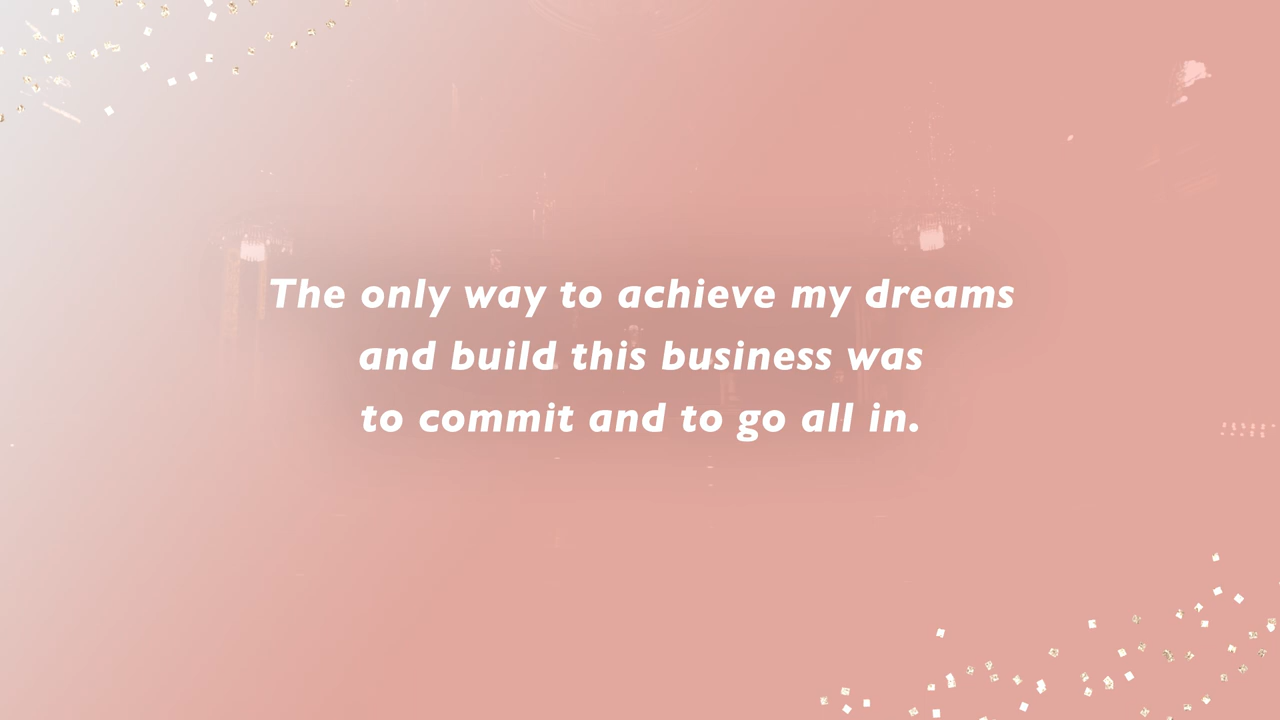 The only way to achieve my dreams
and build this business was
to commit and to go all in.